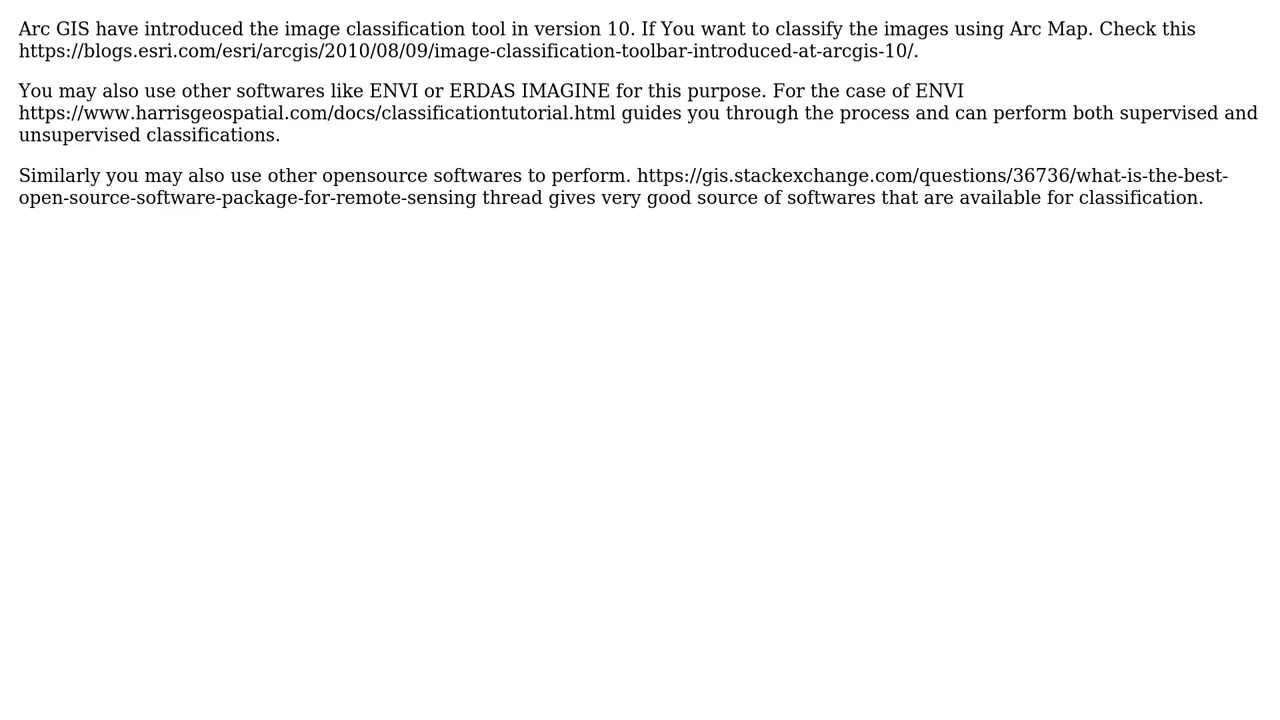 Arc GIS have introduced the image classification tool in version 10. If You want to classify the images using Arc Map. Check this
https://blogs.esri.com/esri/arcgis/2010/08/09/image-classification-toolbar-introduced-at-arcgis-10/.
You may also use other softwares like ENVI or ERDAS IMAGINE for this purpose. For the case of ENVI
https://www.harrisgeospatial.com/docs/classificationtutorial.html guides you through the process and can perform both supervised and
unsupervised classifications.
Similarly you may also use other opensource softwares to perform. https://gis.stackexchange.com/questions/36736/what-is-the-best-
open-source-software-package-for-remote-sensing thread gives very good source of softwares that are available for classification.